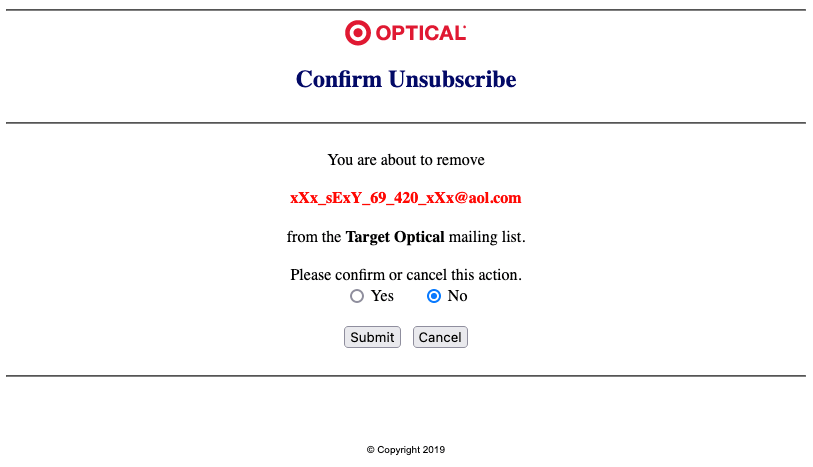 OPTICAL
Confirm Unsubscribe
You are about to remove
xXx_sExY_69_420_xXx@aol.com
from the Target Optical mailing list.
Please confirm or cancel this action.
Yes No
Submit Cancel
© Copyright 2019